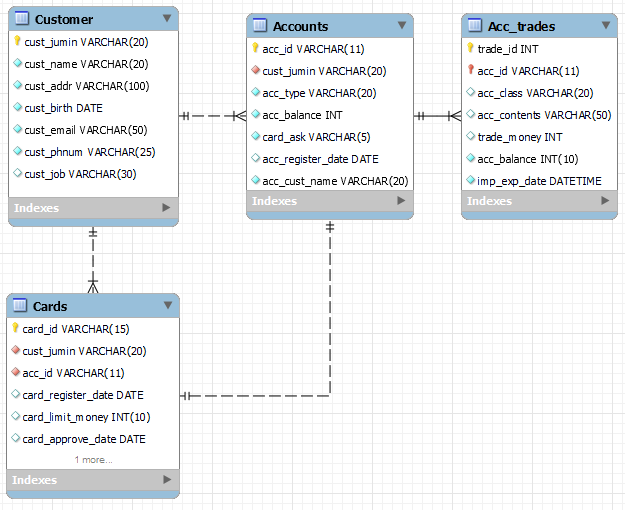 Customer
cust_jumin VARCHAR(20)
cust_name VARCHAR(20)
cust_addr VARCHAR(100)
cust_birth DATE
cust_email VARCHAR(50)
cust_phnum VARCHAR(25)
cust_job VARCHAR(30)
Indexes
Accounts
acc_id VARCHAR(11)
cust_jumin VARCHAR(20)
acc_type VARCHAR(20)
acc_balance INT
card_ask VARCHAR(5)
acc_register_date DATE
acc_cust_name VARCHAR(20)
Indexes
Acc_trades
trade_id INT
acc_id VARCHAR(11)
acc_class VARCHAR(20)
acc_contents VARCHAR(50)
trade_money INT
acc_balance INT(10)
imp_exp_date DATETIME
Indexes
Cards
card_id VARCHAR(15)
cust_jumin VARCHAR(20)
acc_id VARCHAR(11)
card_register_date DATE
card_limit_money INT(10)
card_approve_date DATE
1 more...
Indexes